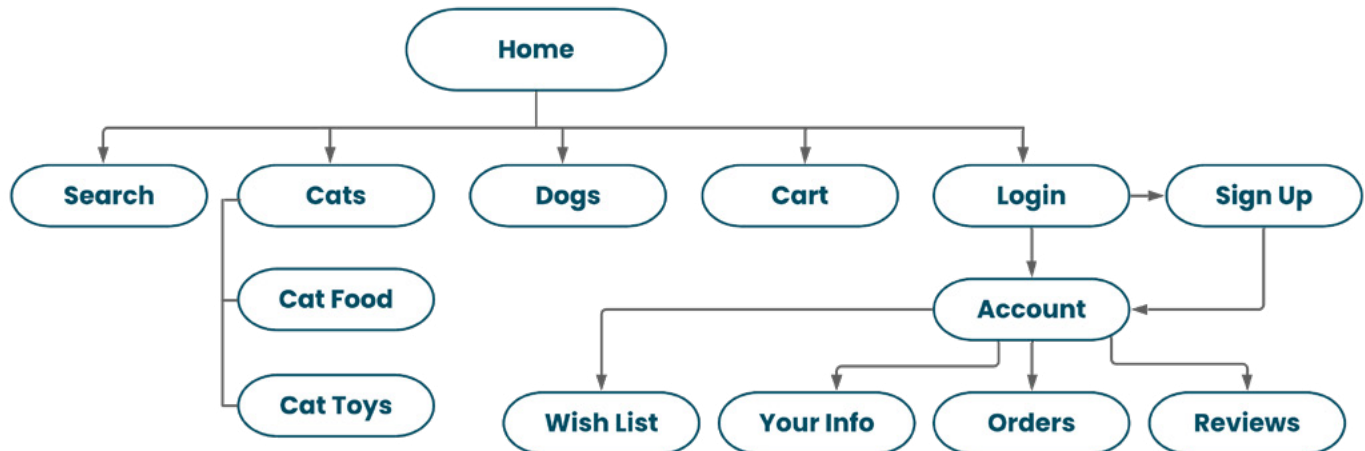 Home
Search
Cats
Dogs
Cart
Login
Sign Up
Cat Food
Account
Cat Toys
Wish List
Your Info
Orders
Reviews